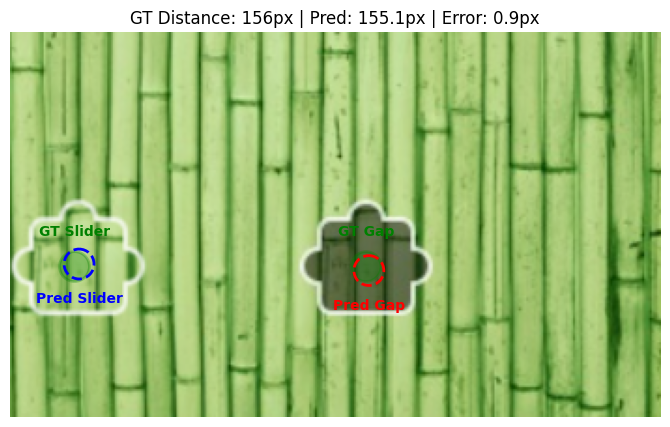 GT Distance: 156px | Pred: 155.1px | Error: 0.9px
GT Slider
GT Gap
Pred Slider
Pred Gap